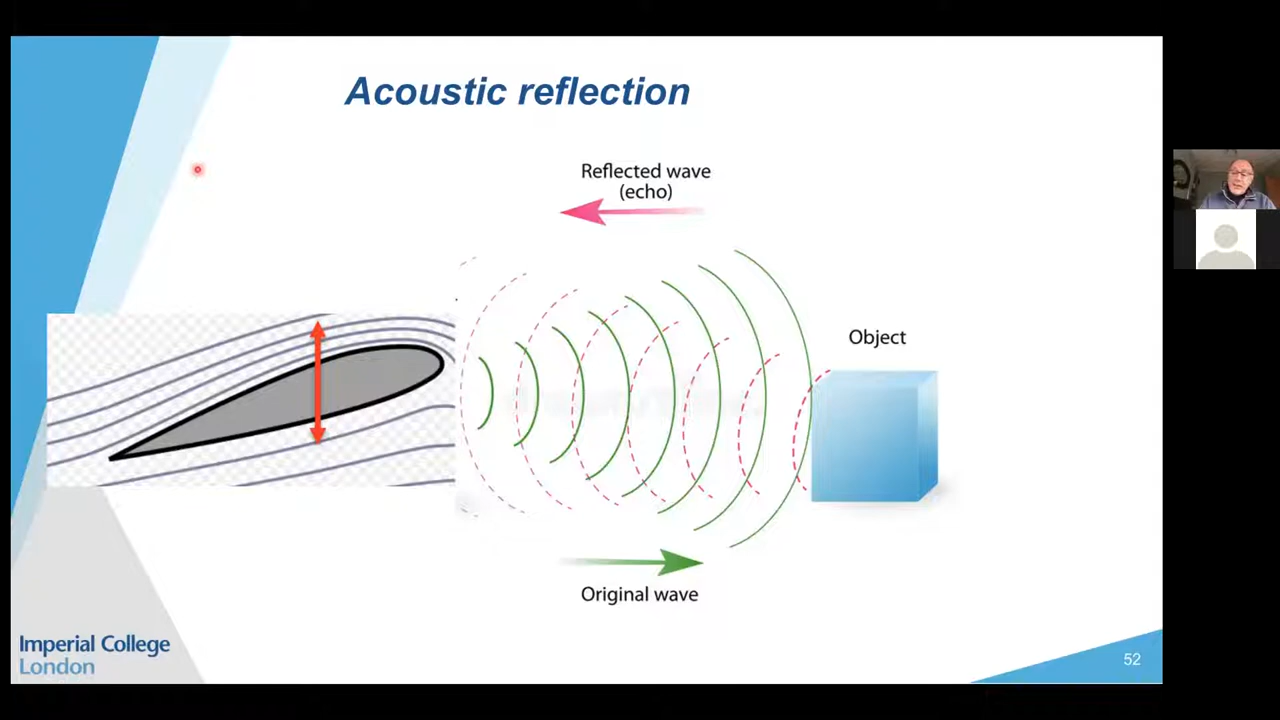 Acoustic reflection
Reflected wave
(echo)
Object
Original wave
Imperial College
London
52